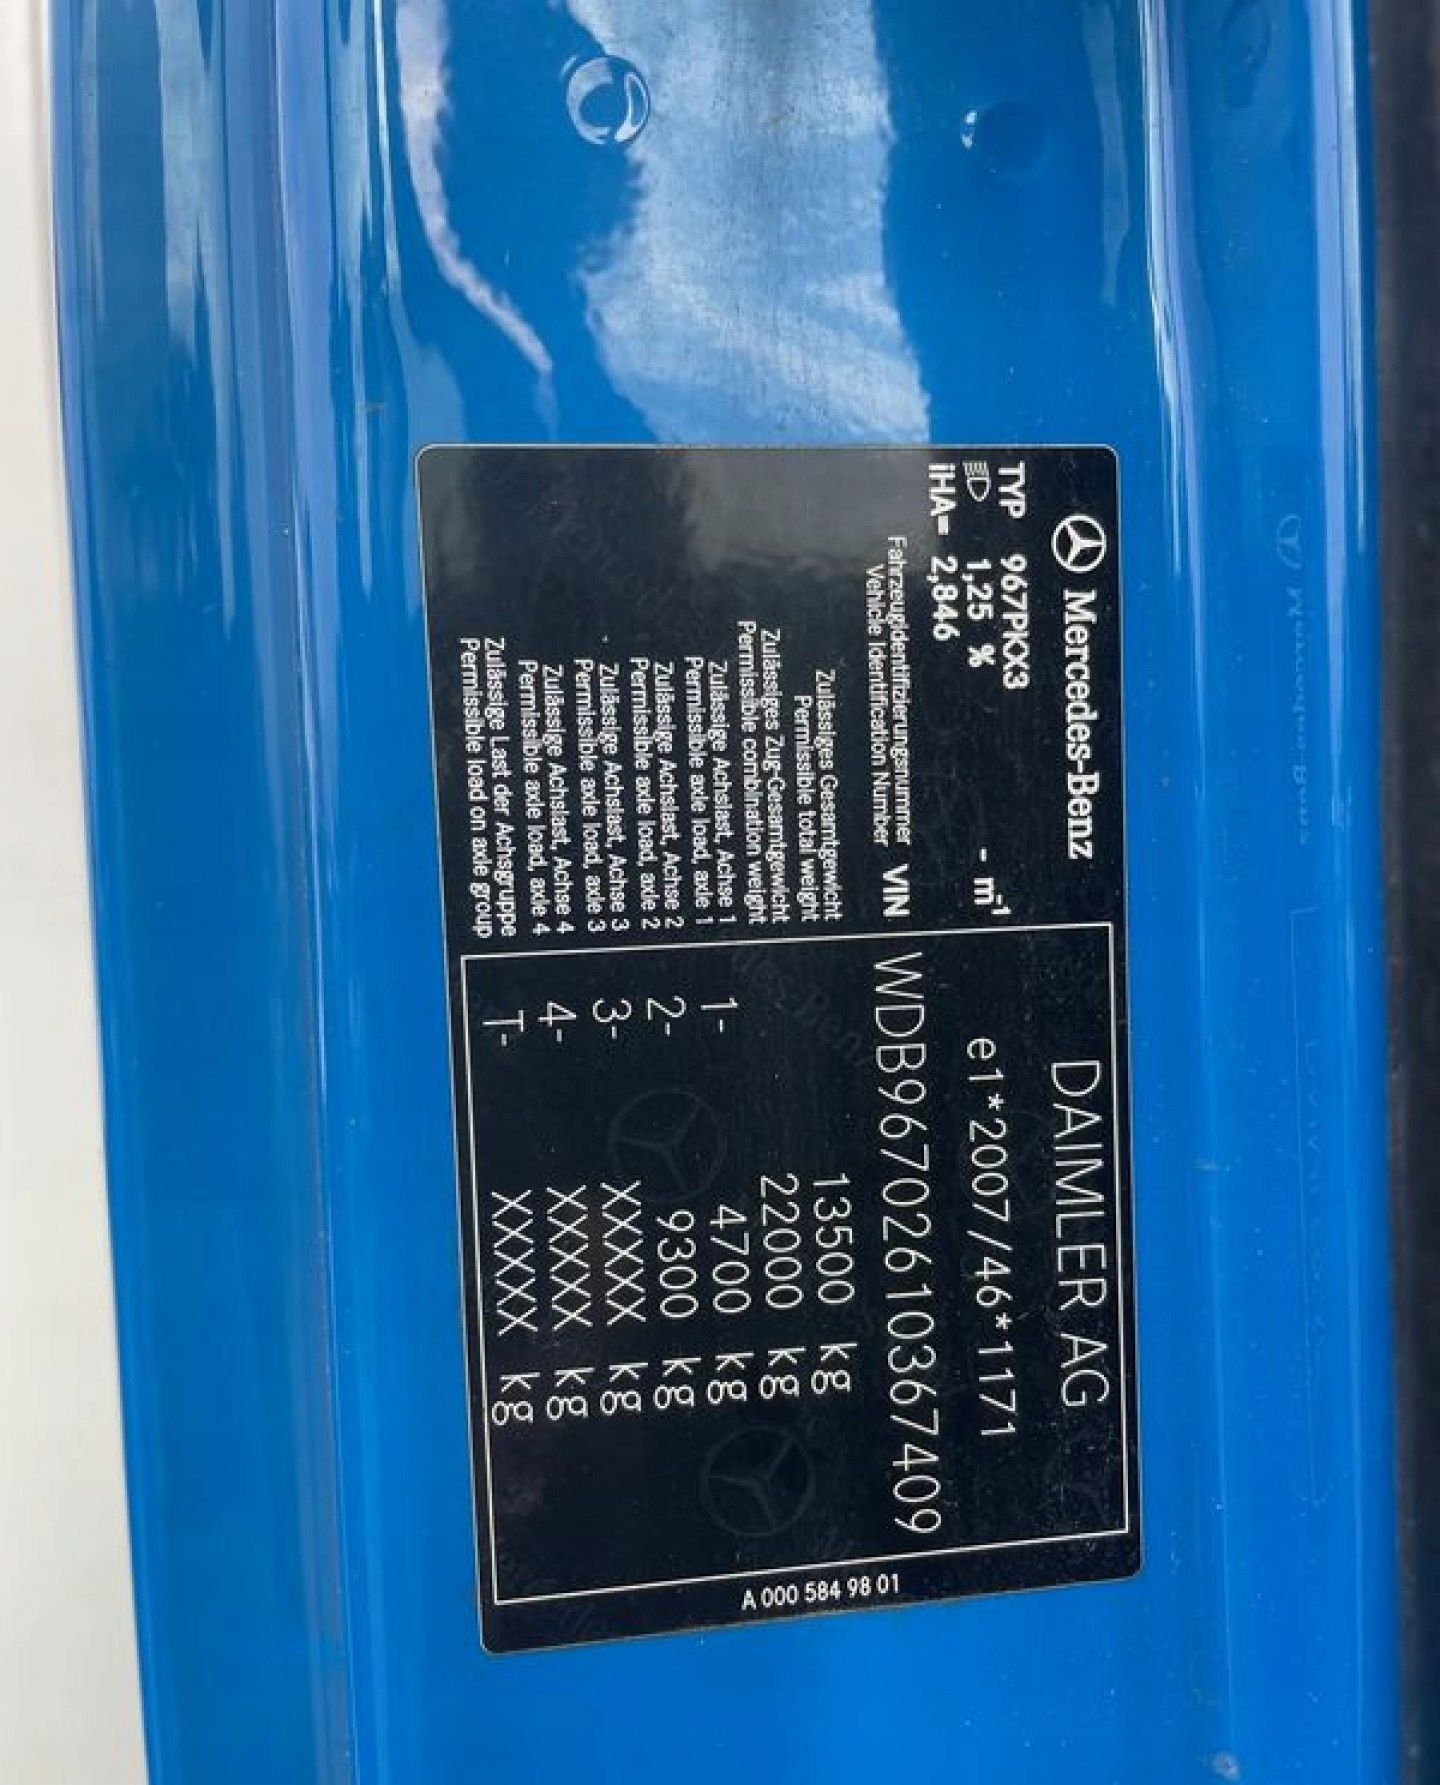 Mercedes-Benz
DAIMLER AG
TYP 967PKXX3
1,25 % - m-1
e1*2007/46*1171
iHA= 2,846
Fahrzeugidentifizierungsnummer
Vehicle Identification Number VIN WDB9670261036​7409
Zulässiges Gesamtgewicht
Permissible total weight 13500 kg
Zulässiges Zug-Gesamtgewicht
Permissible combination weight 22000 kg
Zulässige Achslast, Achse 1
Permissible axle load, axle 1 1- 4700 kg
Zulässige Achslast, Achse 2
Permissible axle load, axle 2 2- 9300 kg
Zulässige Achslast, Achse 3
Permissible axle load, axle 3 3- XXXXX kg
Zulässige Achslast, Achse 4
Permissible axle load, axle 4 4- XXXXX kg
Zulässige Last der Achsgruppe
Permissible load on axle group T- XXXXX kg
A 000 584 98 01